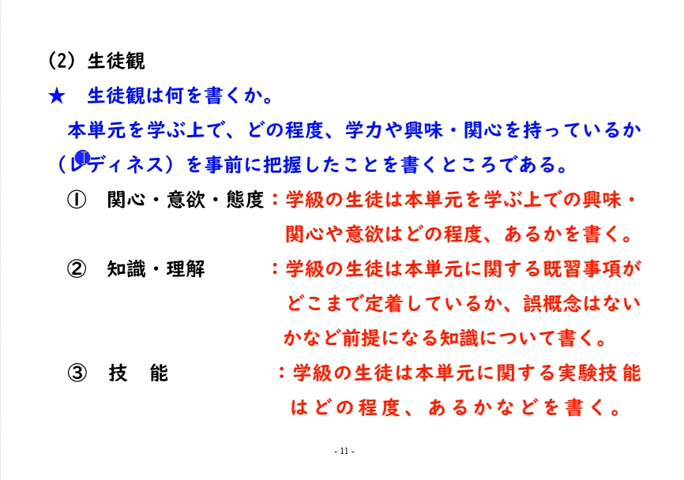 （2）生徒観
★　生徒観は何を書くか。
本単元を学ぶ上で、どの程度、学力や興味・関心を持っているか
（レディネス）を事前に把握したことを書くところである。
①　関心・意欲・態度：学級の生徒は本単元を学ぶ上での興味・
関心や意欲はどの程度、あるかを書く。
②　知識・理解　　　：学級の生徒は本単元に関する既習事項が
どこまで定着しているか、誤概念はない
かなど前提になる知識について書く。
③　技　能　　　　　：学級の生徒は本単元に関する実験技能
はどの程度、あるかなどを書く。
- 11 -